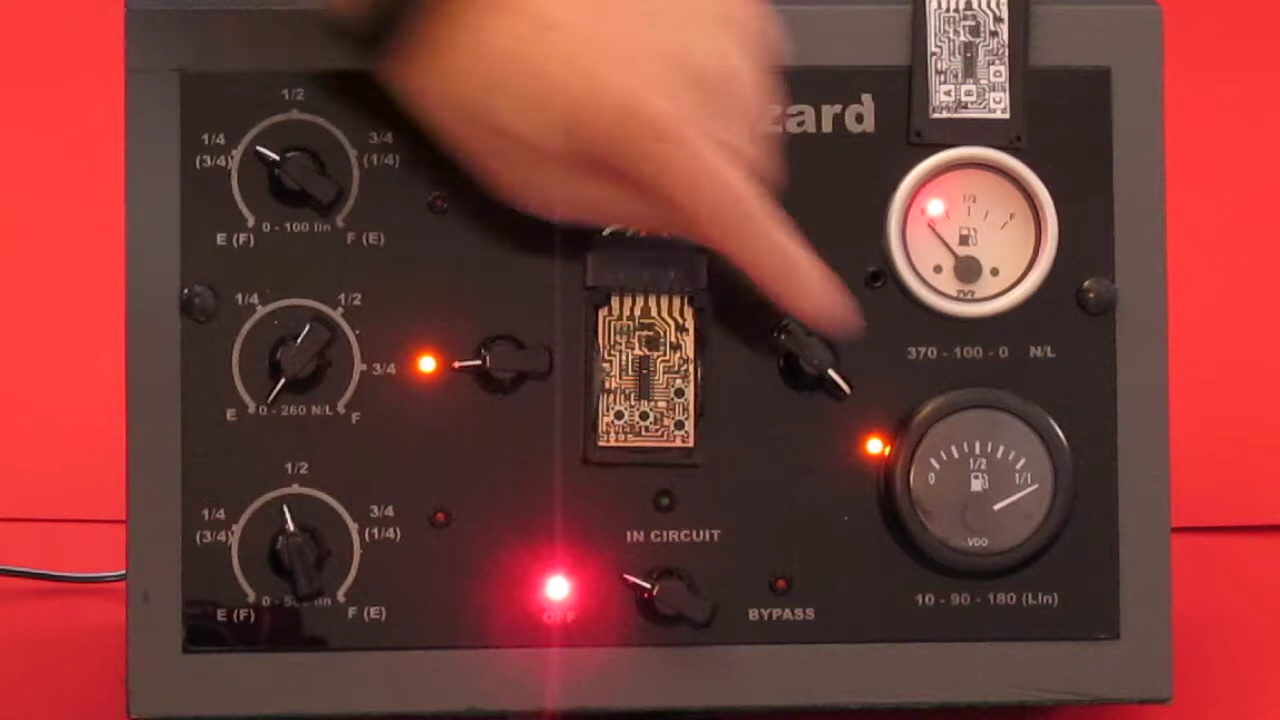 zard
A
B
C
D
1/2
1/4
(3/4)
3/4
(1/4)
0 - 100 lin
E (F)
F (E)
1/2
F
370 - 100 - 0 N/L
1/4
1/2
3/4
0 - 260 N/L
E
F
0
1/2
1/1
VDO
10 - 90 - 180 (Lin)
1/2
1/4
(3/4)
3/4
(1/4)
E (F)
F (E)
IN CIRCUIT
OFF
BYPASS